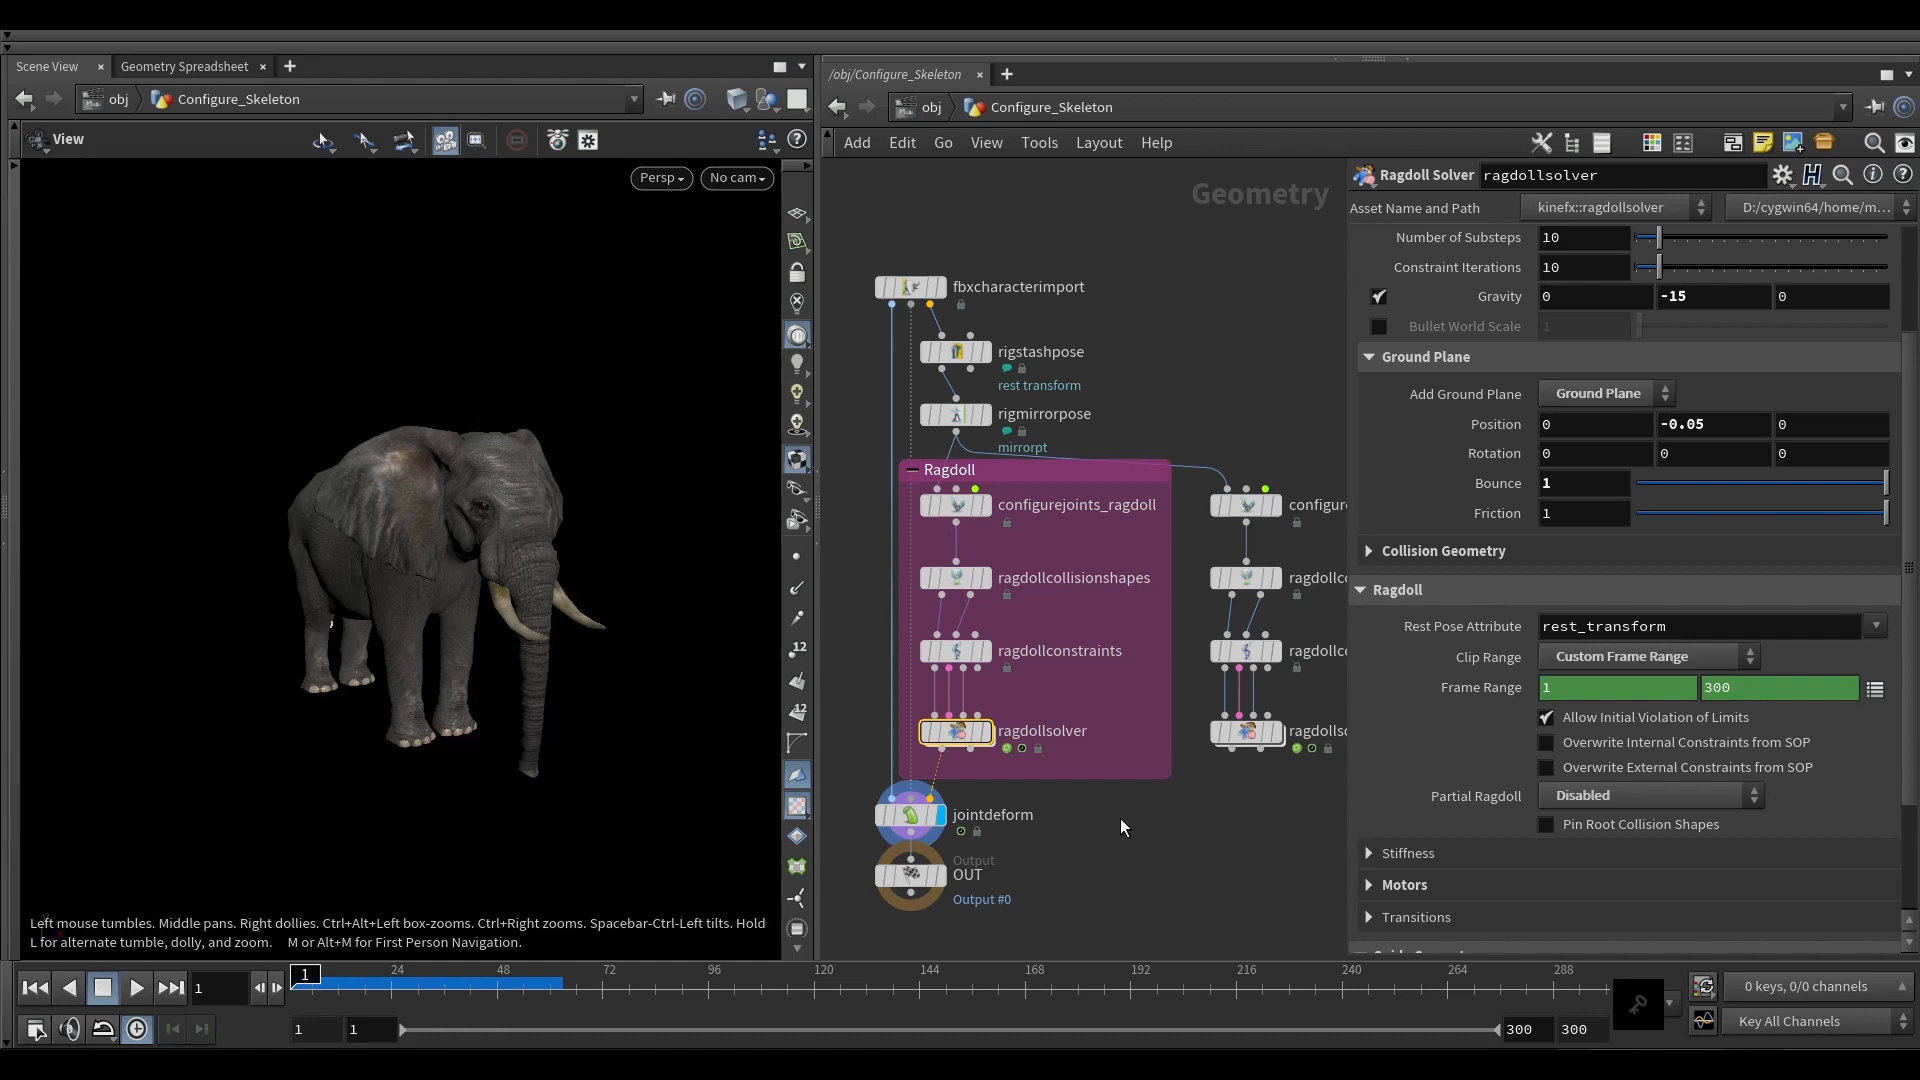 Scene View × Geometry Spreadsheet × +
obj Configure_Skeleton
View
Persp No cam
12
12
Left mouse tumbles. Middle pans. Right dollies. Ctrl+Alt+Left box-zooms. Ctrl+Right zooms. Spacebar-Ctrl-Left tilts. Hold
L for alternate tumble, dolly, and zoom. M or Alt+M for First Person Navigation.
/obj/Configure_Skeleton × +
obj Configure_Skeleton
Add Edit Go View Tools Layout Help
Geometry
fbxcharacterimport
rigstashpose
rest transform
rigmirrorpose
mirrorpt
Ragdoll
configurejoints_ragdoll configure
ragdollcollisionshapes ragdollco
ragdollconstraints ragdollco
ragdollsolver ragdollso
jointdeform
Output
OUT
Output #0
Ragdoll Solver ragdollsolver
Asset Name and Path kinefx::ragdollsolver D:/cygwin64/home/m...
Number of Substeps 10
Constraint Iterations 10
Gravity 0 -15 0
Bullet World Scale 1
Ground Plane
Add Ground Plane Ground Plane
Position 0 -0.05 0
Rotation 0 0 0
Bounce 1
Friction 1
Collision Geometry
Ragdoll
Rest Pose Attribute rest_transform
Clip Range Custom Frame Range
Frame Range 1 300
Allow Initial Violation of Limits
Overwrite Internal Constraints from SOP
Overwrite External Constraints from SOP
Partial Ragdoll Disabled
Pin Root Collision Shapes
Stiffness
Motors
Transitions
1 1 24 48 72 96 120 144 168 192 216 240 264 288
0 keys, 0/0 channels
1 1 300 300
Key All Channels